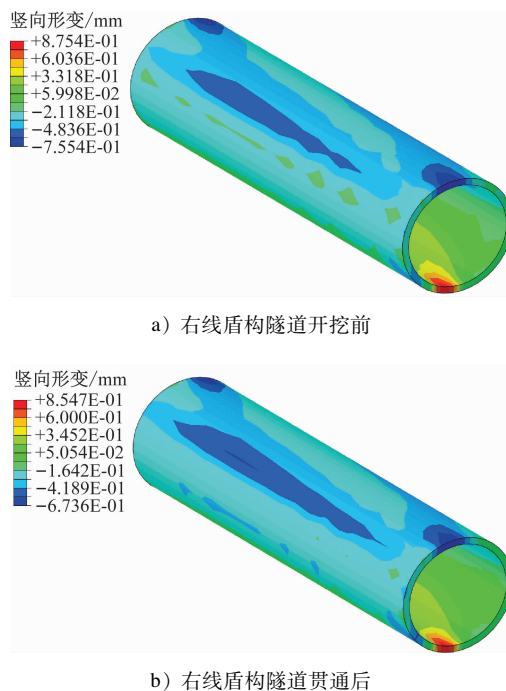 竖向形变/mm
+8.754E-01
+6.036E-01
+3.318E-01
+5.998E-02
−2.118E-01
−4.836E-01
−7.554E-01
a）右线盾构隧道开挖前
竖向形变/mm
+8.547E-01
+6.000E-01
+3.452E-01
+5.054E-02
−1.642E-01
−4.189E-01
−6.736E-01
b）右线盾构隧道贯通后